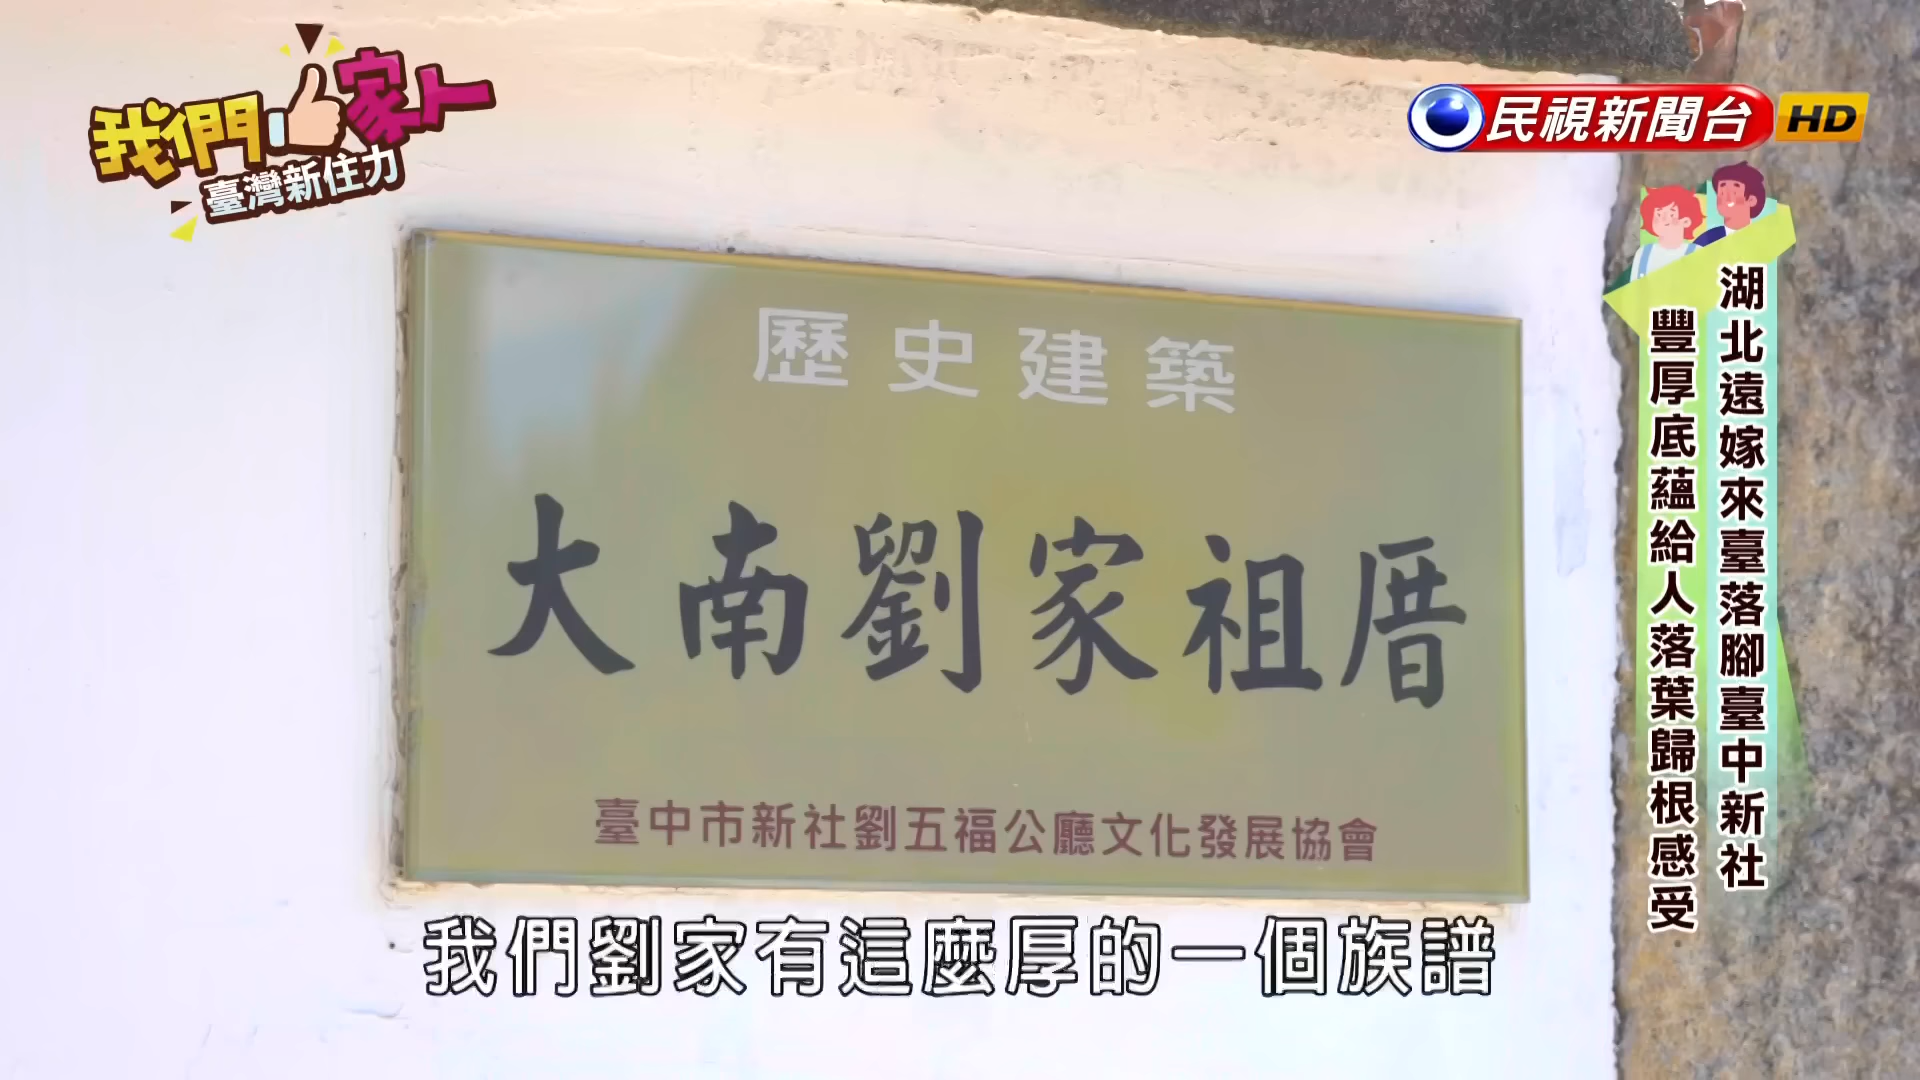 我們家人
臺灣新住力
民視新聞台 HD
湖北遠嫁來臺落腳臺中新社
豐厚底蘊給人落葉歸根感受
歷史建築
大南劉家祖厝
臺中市新社劉五福公廳文化發展協會
我們劉家有這麼厚的一個族譜